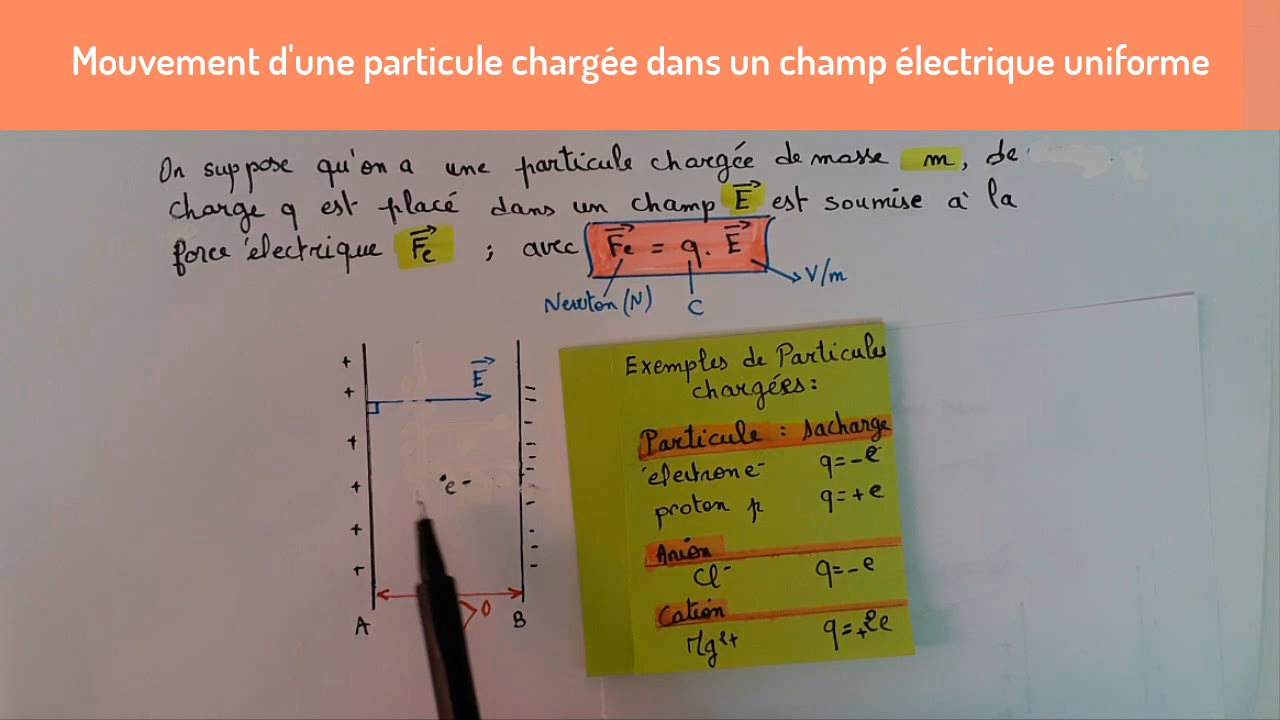 Mouvement d'une particule chargée dans un champ électrique uniforme
On suppose qu'on a une particule chargée de masse m, de
charge q est placé dans un champ E est soumise à la
force électrique Fe ; avec Fe = q. E
Newton (N) C V/m
+ E
+ -
-
+ -
-
-
+ e- -
-
+ -
-
+ -
A O B
Exemples de Particules
chargées:
Particule : sa charge
électron e- q=-e
proton p q=+e
Anion
Cl- q=-e
Cation
Mg2+ q=+2e